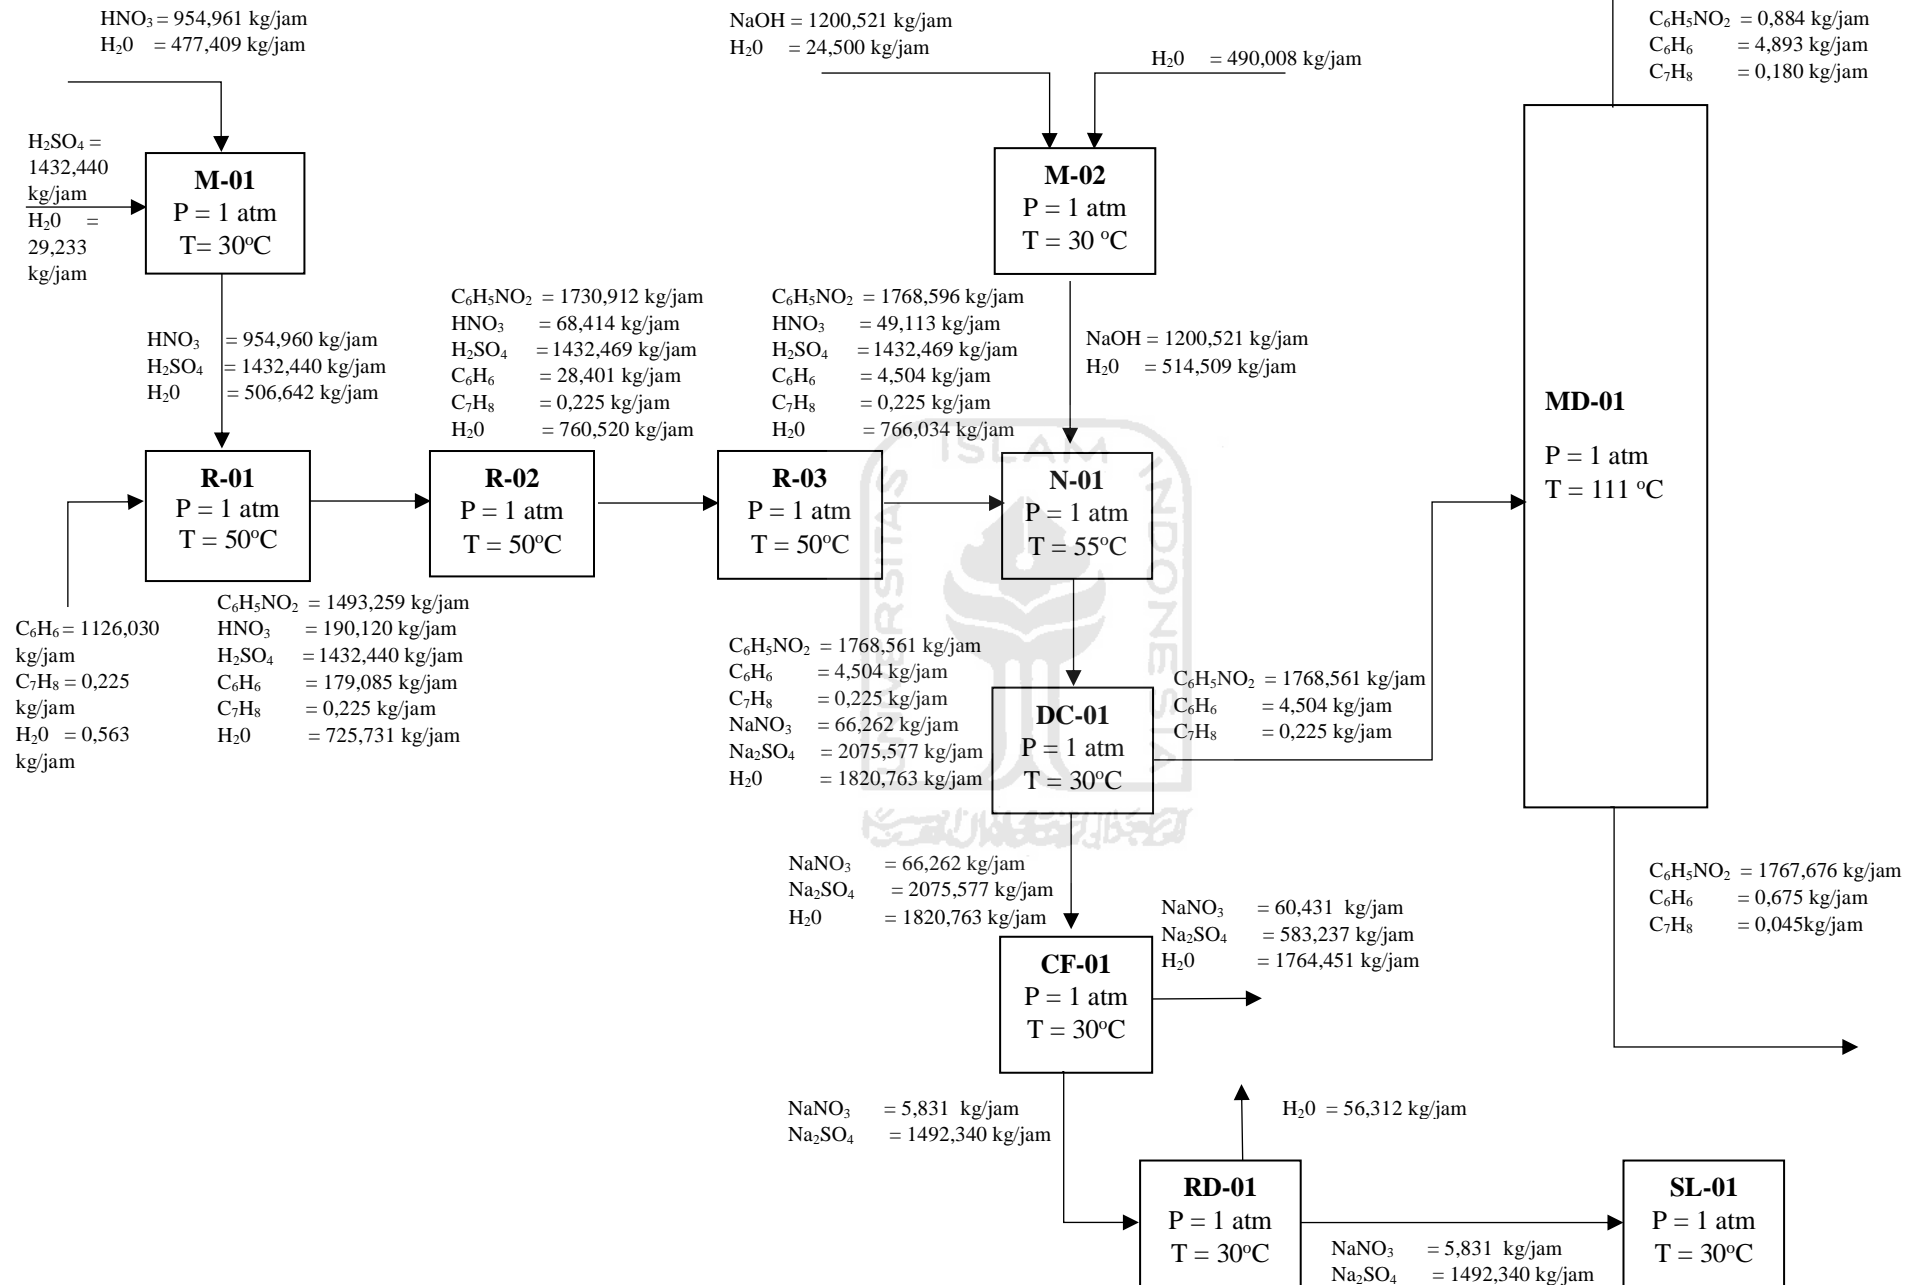 HNO3 = 954,961 kg/jam
H20 = 477,409 kg/jam
NaOH = 1200,521 kg/jam
H20 = 24,500 kg/jam
H20 = 490,008 kg/jam
C6H5NO2 = 0,884 kg/jam
C6H6 = 4,893 kg/jam
C7H8 = 0,180 kg/jam
H2SO4 =
1432,440
kg/jam
H20 =
29,233
kg/jam
M-01
P = 1 atm
T= 30oC
M-02
P = 1 atm
T = 30 oC
HNO3 = 954,960 kg/jam
H2SO4 = 1432,440 kg/jam
H20 = 506,642 kg/jam
C6H5NO2 = 1730,912 kg/jam
HNO3 = 68,414 kg/jam
H2SO4 = 1432,469 kg/jam
C6H6 = 28,401 kg/jam
C7H8 = 0,225 kg/jam
H20 = 760,520 kg/jam
C6H5NO2 = 1768,596 kg/jam
HNO3 = 49,113 kg/jam
H2SO4 = 1432,469 kg/jam
C6H6 = 4,504 kg/jam
C7H8 = 0,225 kg/jam
H20 = 766,034 kg/jam
NaOH = 1200,521 kg/jam
H20 = 514,509 kg/jam
MD-01
P = 1 atm
T = 111 oC
R-01
P = 1 atm
T = 50oC
R-02
P = 1 atm
T = 50oC
R-03
P = 1 atm
T = 50oC
N-01
P = 1 atm
T = 55oC
UNIVERSITAS ISLAM INDONESIA
C6H6 = 1126,030
kg/jam
C7H8 = 0,225
kg/jam
H20 = 0,563
kg/jam
C6H5NO2 = 1493,259 kg/jam
HNO3 = 190,120 kg/jam
H2SO4 = 1432,440 kg/jam
C6H6 = 179,085 kg/jam
C7H8 = 0,225 kg/jam
H20 = 725,731 kg/jam
C6H5NO2 = 1768,561 kg/jam
C6H6 = 4,504 kg/jam
C7H8 = 0,225 kg/jam
NaNO3 = 66,262 kg/jam
Na2SO4 = 2075,577 kg/jam
H20 = 1820,763 kg/jam
DC-01
P = 1 atm
T = 30oC
C6H5NO2 = 1768,561 kg/jam
C6H6 = 4,504 kg/jam
C7H8 = 0,225 kg/jam
NaNO3 = 66,262 kg/jam
Na2SO4 = 2075,577 kg/jam
H20 = 1820,763 kg/jam
CF-01
P = 1 atm
T = 30oC
NaNO3 = 60,431 kg/jam
Na2SO4 = 583,237 kg/jam
H20 = 1764,451 kg/jam
C6H5NO2 = 1767,676 kg/jam
C6H6 = 0,675 kg/jam
C7H8 = 0,045kg/jam
NaNO3 = 5,831 kg/jam
Na2SO4 = 1492,340 kg/jam
H20 = 56,312 kg/jam
RD-01
P = 1 atm
T = 30oC
NaNO3 = 5,831 kg/jam
Na2SO4 = 1492,340 kg/jam
SL-01
P = 1 atm
T = 30oC